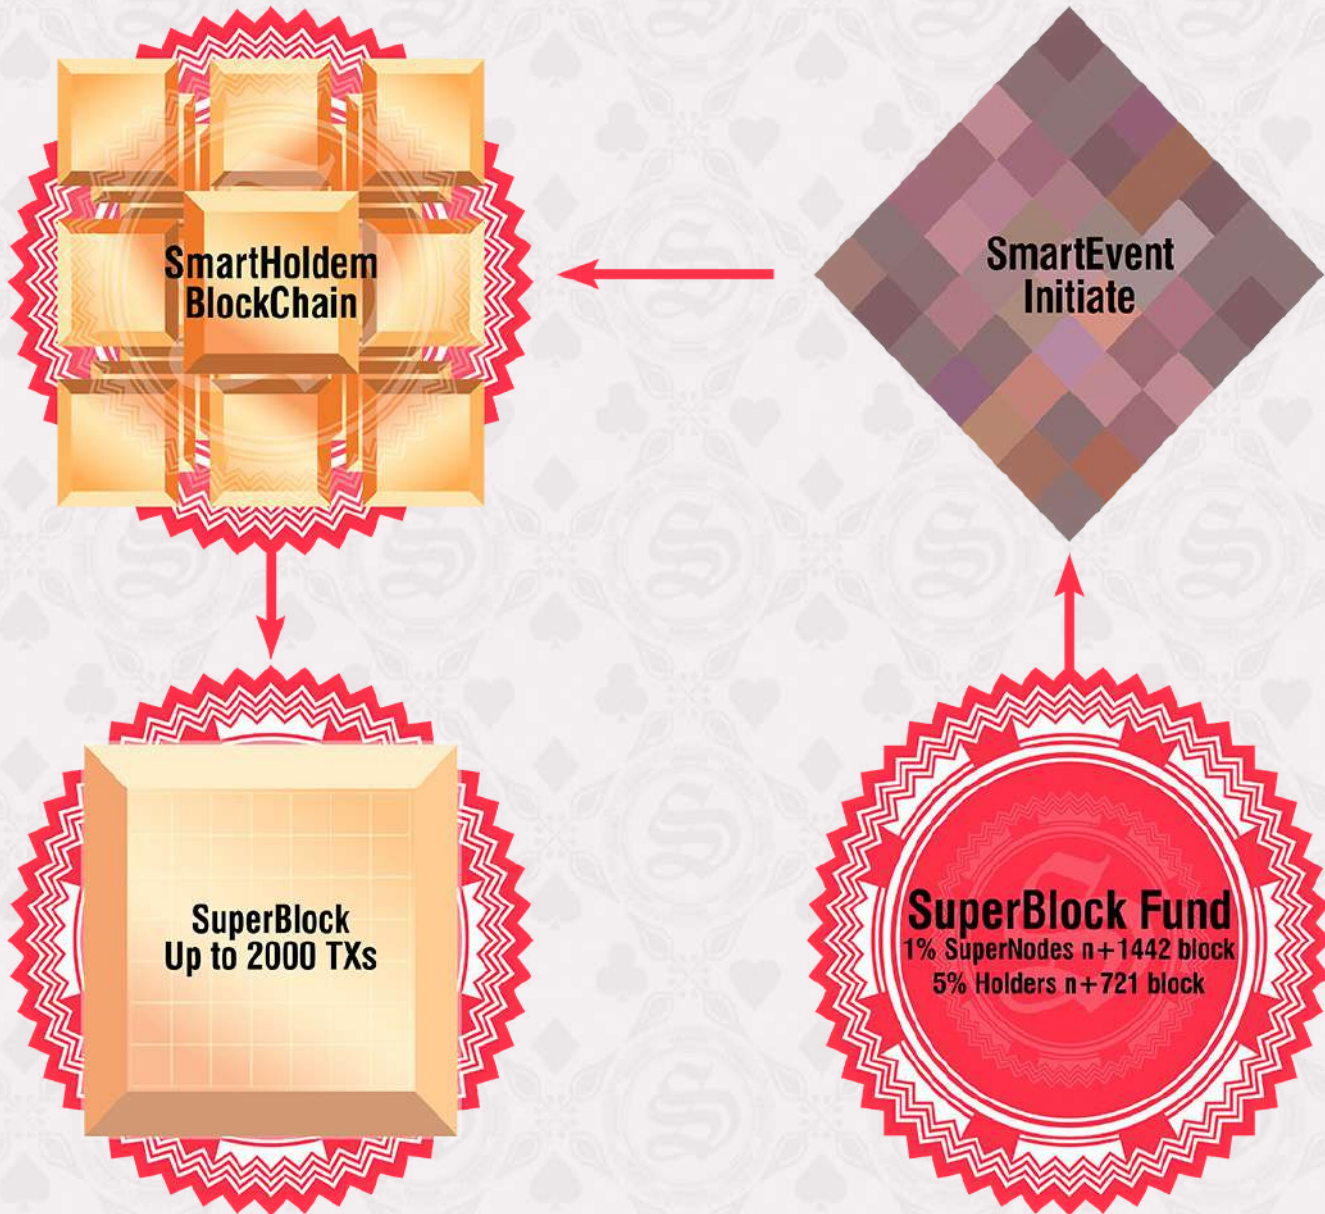 SmartHoldem
BlockChain
SmartEvent
Initiate
SuperBlock
Up to 2000 TXs
SuperBlock Fund
1% SuperNodes n+1442 block
5% Holders n+721 block